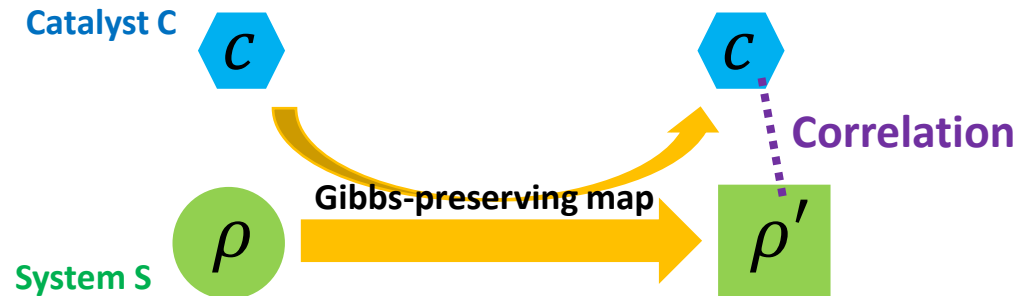 Catalyst C
c
c
Correlation
Gibbs-preserving map
ρ
ρ′
System S